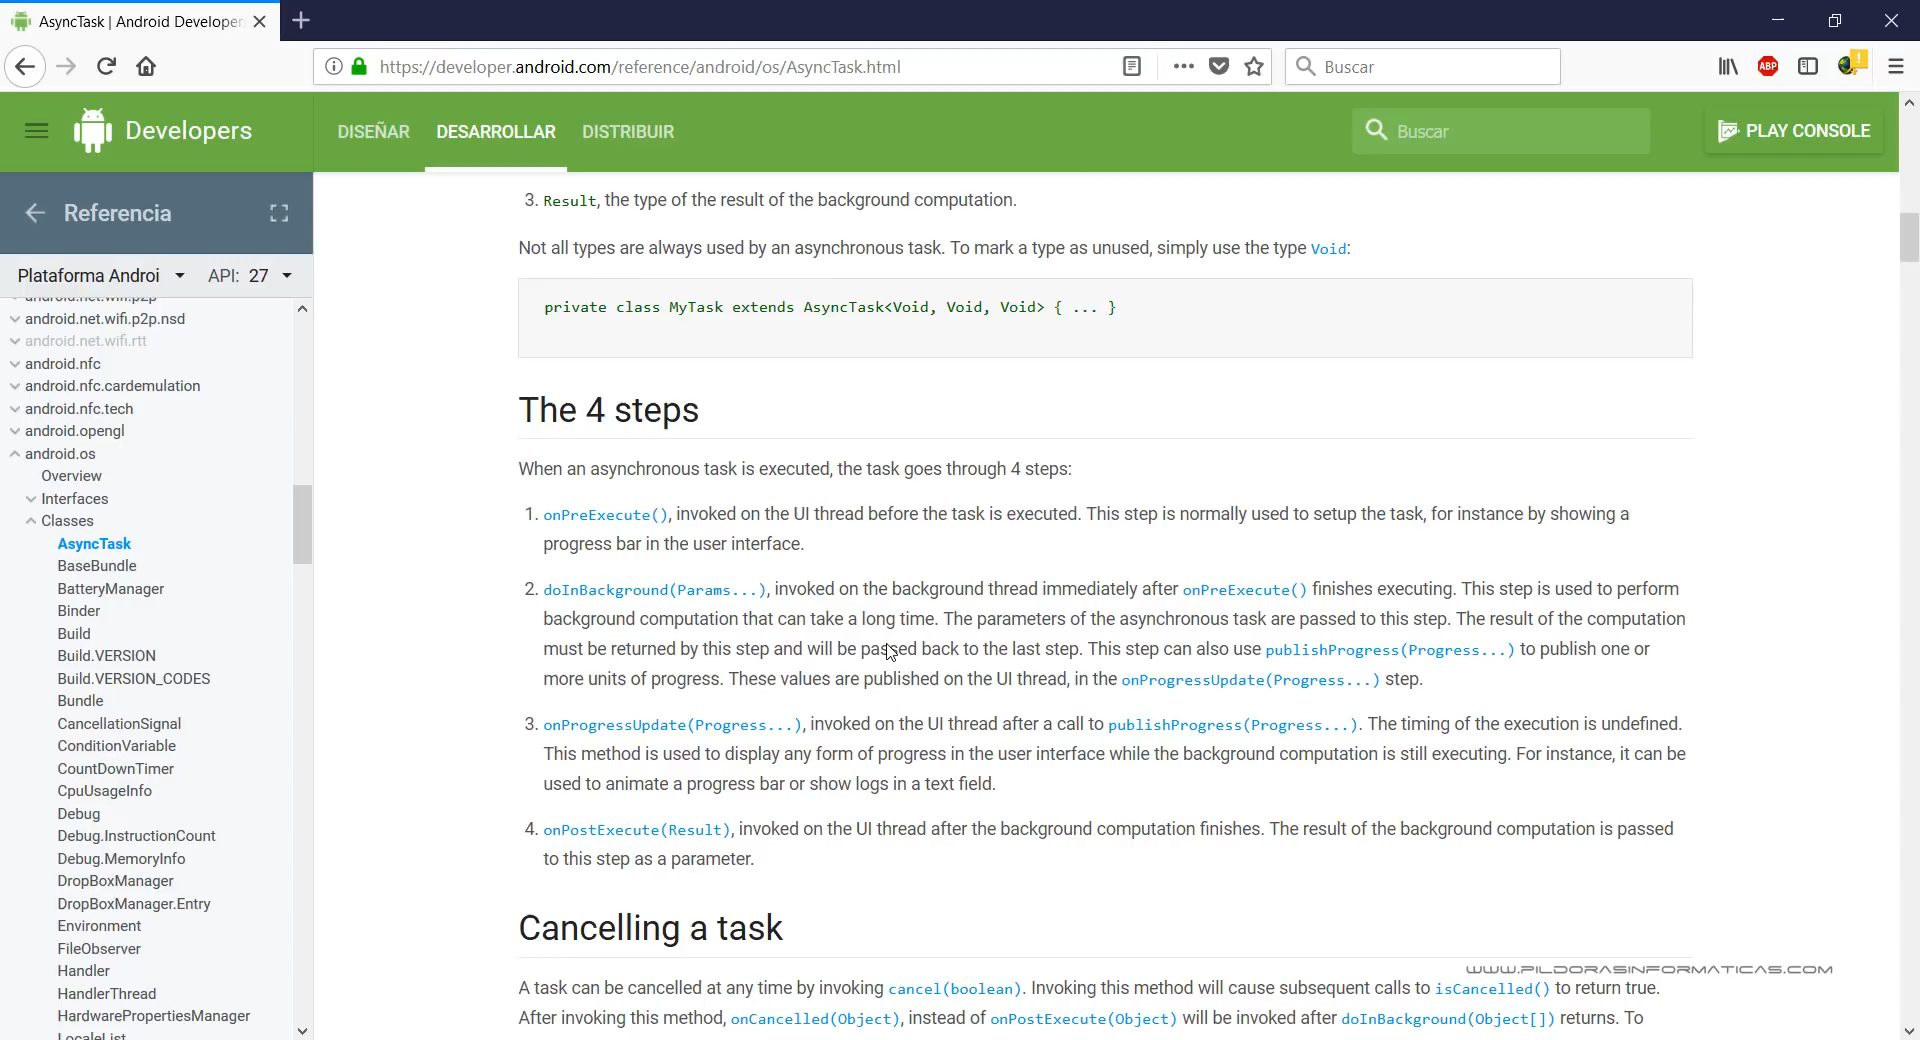 AsyncTask | Android Developer
https://developer.android.com/reference/android/os/AsyncTask.html
Buscar
ABP
Developers
DISEÑAR
DESARROLLAR
DISTRIBUIR
Buscar
PLAY CONSOLE
Referencia
Plataforma Androi
API: 27
android.net.wifi.p2p
android.net.wifi.p2p.nsd
android.net.wifi.rtt
android.nfc
android.nfc.cardemulation
android.nfc.tech
android.opengl
android.os
Overview
Interfaces
Classes
AsyncTask
BaseBundle
BatteryManager
Binder
Build
Build.VERSION
Build.VERSION_CODES
Bundle
CancellationSignal
ConditionVariable
CountDownTimer
CpuUsageInfo
Debug
Debug.InstructionCount
Debug.MemoryInfo
DropBoxManager
DropBoxManager.Entry
Environment
FileObserver
Handler
HandlerThread
HardwarePropertiesManager
LocaleList
3. Result, the type of the result of the background computation.
Not all types are always used by an asynchronous task. To mark a type as unused, simply use the type Void:
private class MyTask extends AsyncTask<Void, Void, Void> { ... }
The 4 steps
When an asynchronous task is executed, the task goes through 4 steps:
1. onPreExecute(), invoked on the UI thread before the task is executed. This step is normally used to setup the task, for instance by showing a
progress bar in the user interface.
2. doInBackground(Params...), invoked on the background thread immediately after onPreExecute() finishes executing. This step is used to perform
background computation that can take a long time. The parameters of the asynchronous task are passed to this step. The result of the computation
must be returned by this step and will be passed back to the last step. This step can also use publishProgress(Progress...) to publish one or
more units of progress. These values are published on the UI thread, in the onProgressUpdate(Progress...) step.
3. onProgressUpdate(Progress...), invoked on the UI thread after a call to publishProgress(Progress...). The timing of the execution is undefined.
This method is used to display any form of progress in the user interface while the background computation is still executing. For instance, it can be
used to animate a progress bar or show logs in a text field.
4. onPostExecute(Result), invoked on the UI thread after the background computation finishes. The result of the background computation is passed
to this step as a parameter.
Cancelling a task
WWW.PILDORASINFORMATICAS.COM
A task can be cancelled at any time by invoking cancel(boolean). Invoking this method will cause subsequent calls to isCancelled() to return true.
After invoking this method, onCancelled(Object), instead of onPostExecute(Object) will be invoked after doInBackground(Object[]) returns. To